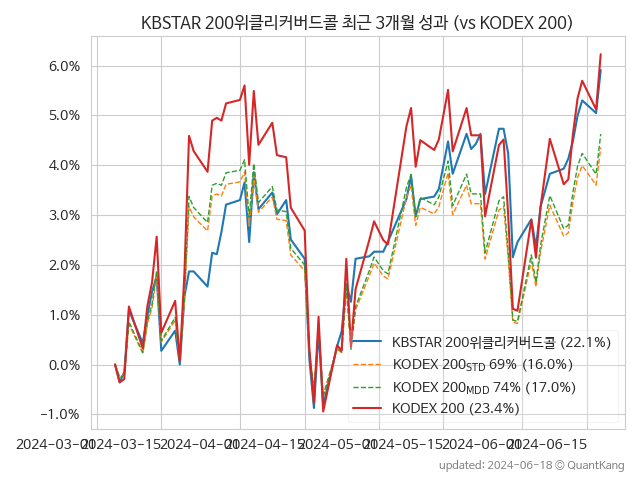 KBSTAR 200위클리커버드콜 최근 3개월 성과 (vs KODEX 200)
6.0%
5.0%
4.0%
3.0%
2.0%
1.0%
0.0%
-1.0%
KBSTAR 200위클리커버드콜 (22.1%)
KODEX 200STD 69% (16.0%)
KODEX 200MDD 74% (17.0%)
KODEX 200 (23.4%)
2024-03-01 2024-03-15 2024-04-01 2024-04-15 2024-05-01 2024-05-15 2024-06-01 2024-06-15
updated: 2024-06-18 © QuantKang